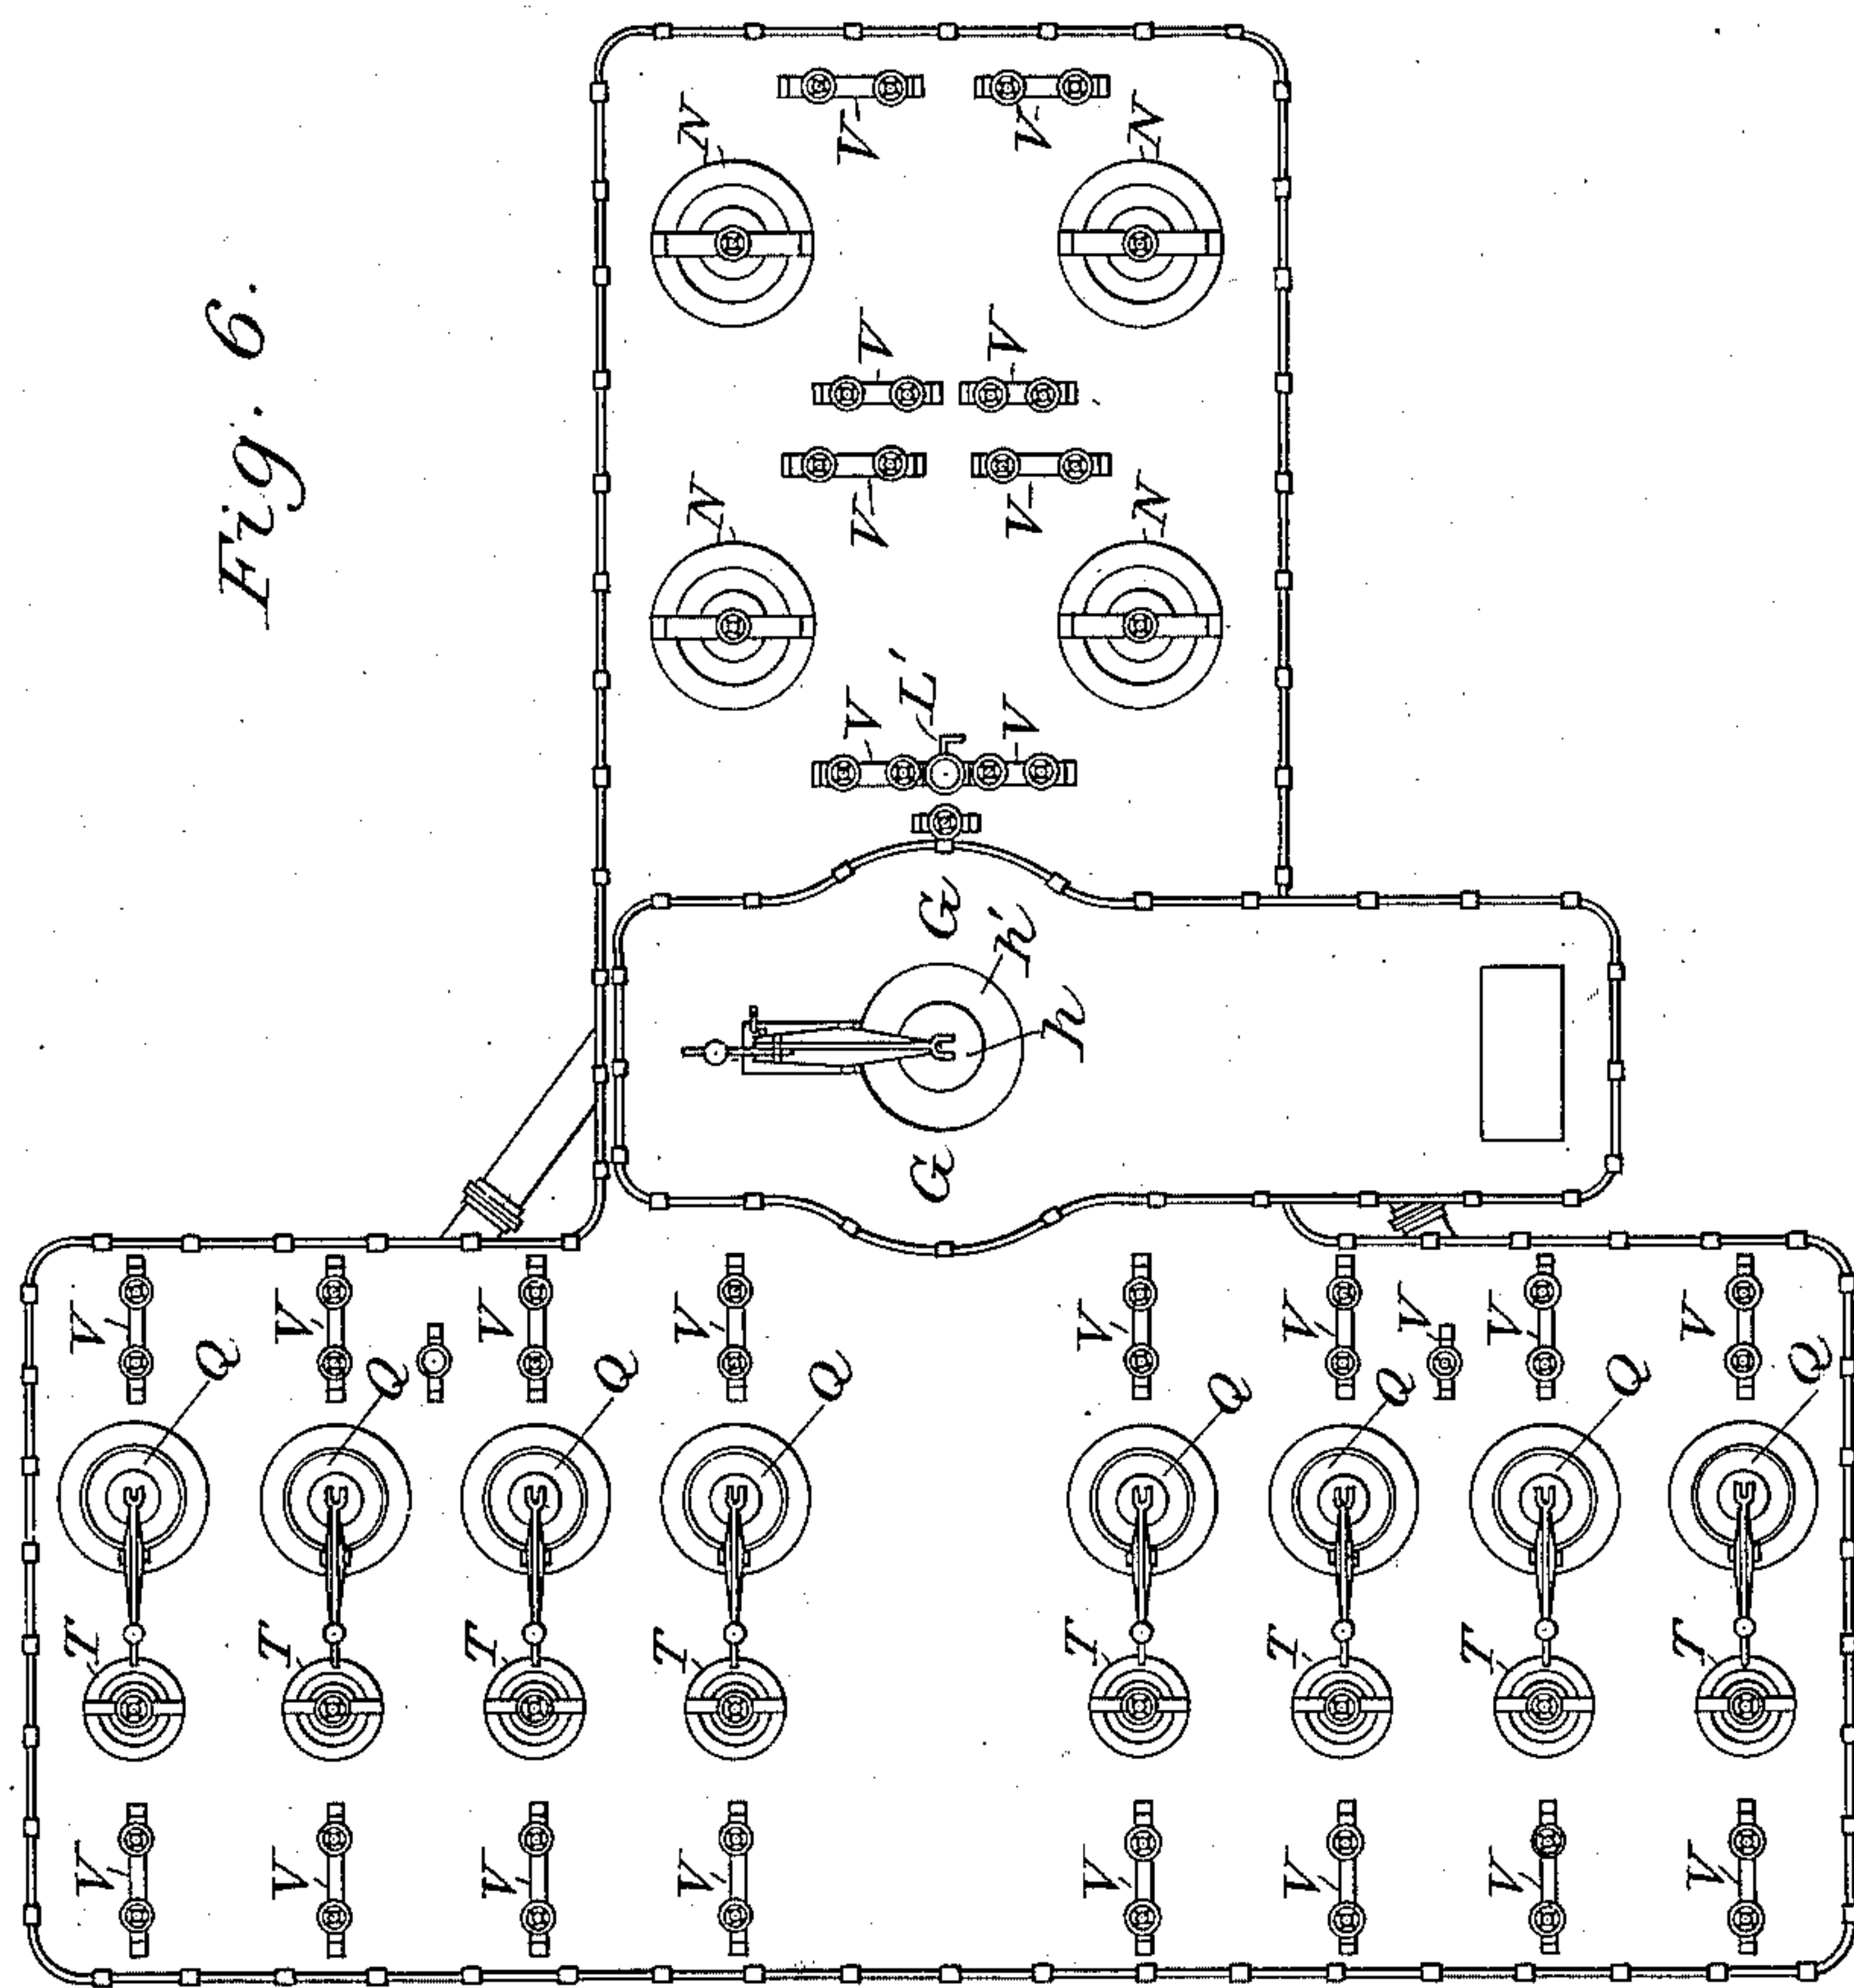 Fig. 6.
V V
N N
V V
V V
N N
V L' V
G
h'
h
G
V V V V V V V V V
Q Q Q Q Q Q Q Q
T T T T T T T T
V V V V V V V V